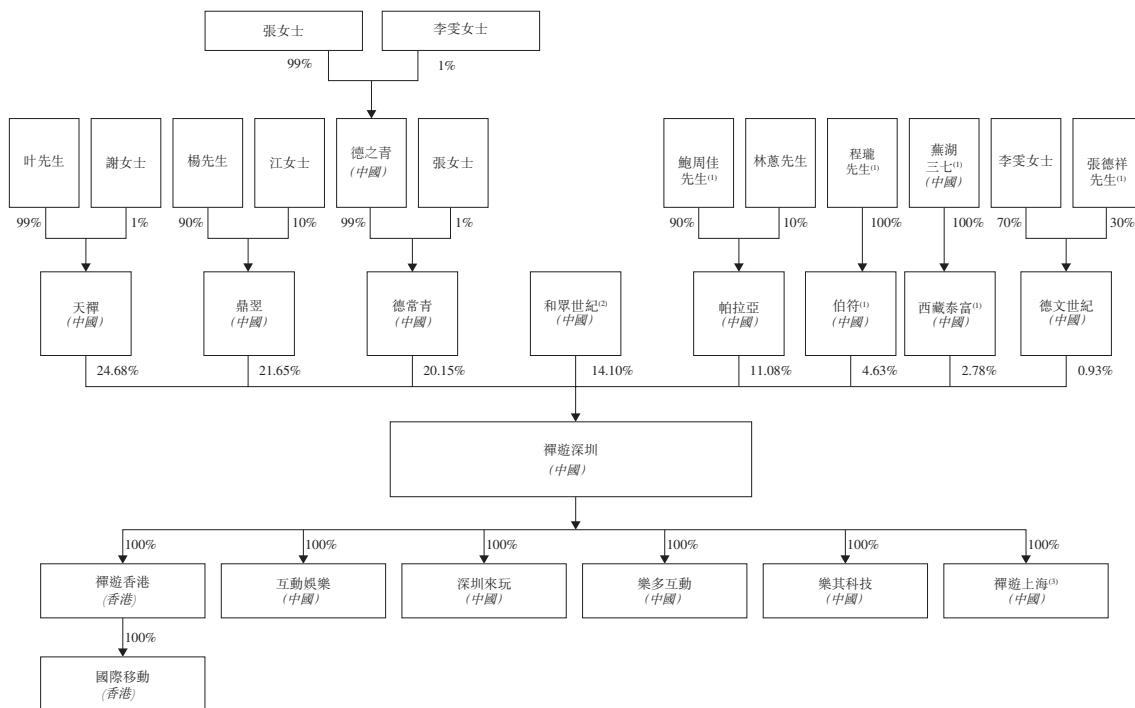 張女士
李雯女士
99%
1%
叶先生
謝女士
楊先生
江女士
德之青
(中國)
張女士
鮑周佳
先生(1)
林蒽先生
程瓏
先生(1)
蕪湖
三七(1)
(中國)
李雯女士
張德祥
先生(1)
99%
1%
90%
10%
99%
1%
90%
10%
100%
100%
70%
30%
天禪
(中國)
鼎翌
(中國)
德常青
(中國)
和眾世紀(2)
(中國)
帕拉亞
(中國)
伯符(1)
(中國)
西藏泰富(1)
(中國)
德文世紀
(中國)
24.68%
21.65%
20.15%
14.10%
11.08%
4.63%
2.78%
0.93%
禪遊深圳
(中國)
100%
100%
100%
100%
100%
100%
禪遊香港
(香港)
互動娛樂
(中國)
深圳來玩
(中國)
樂多互動
(中國)
樂其科技
(中國)
禪遊上海(3)
(中國)
100%
國際移動
(香港)